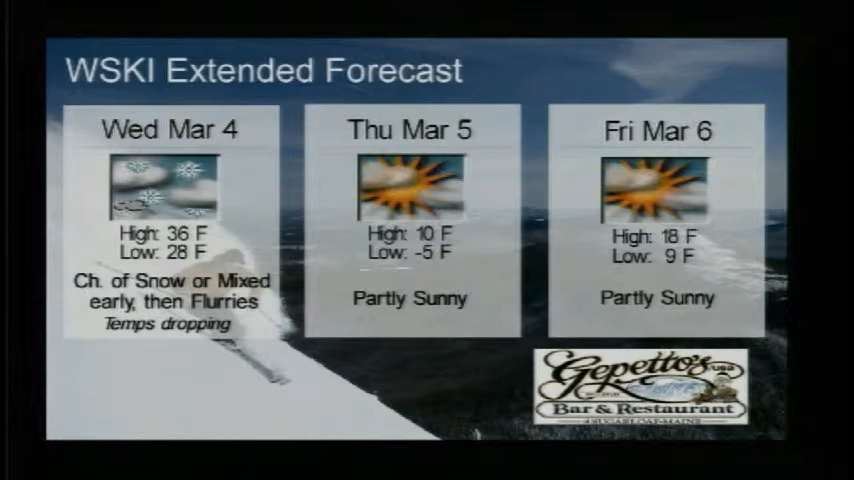 WSKI Extended Forecast
Wed Mar 4
High: 36 F
Low: 28 F
Ch. of Snow or Mixed
early, then Flurries
Temps dropping
Thu Mar 5
High: 10 F
Low: -5 F
Partly Sunny
Fri Mar 6
High: 18 F
Low: 9 F
Partly Sunny
Gepetto's
Bar & Restaurant
SUGARLOAF-MAINE